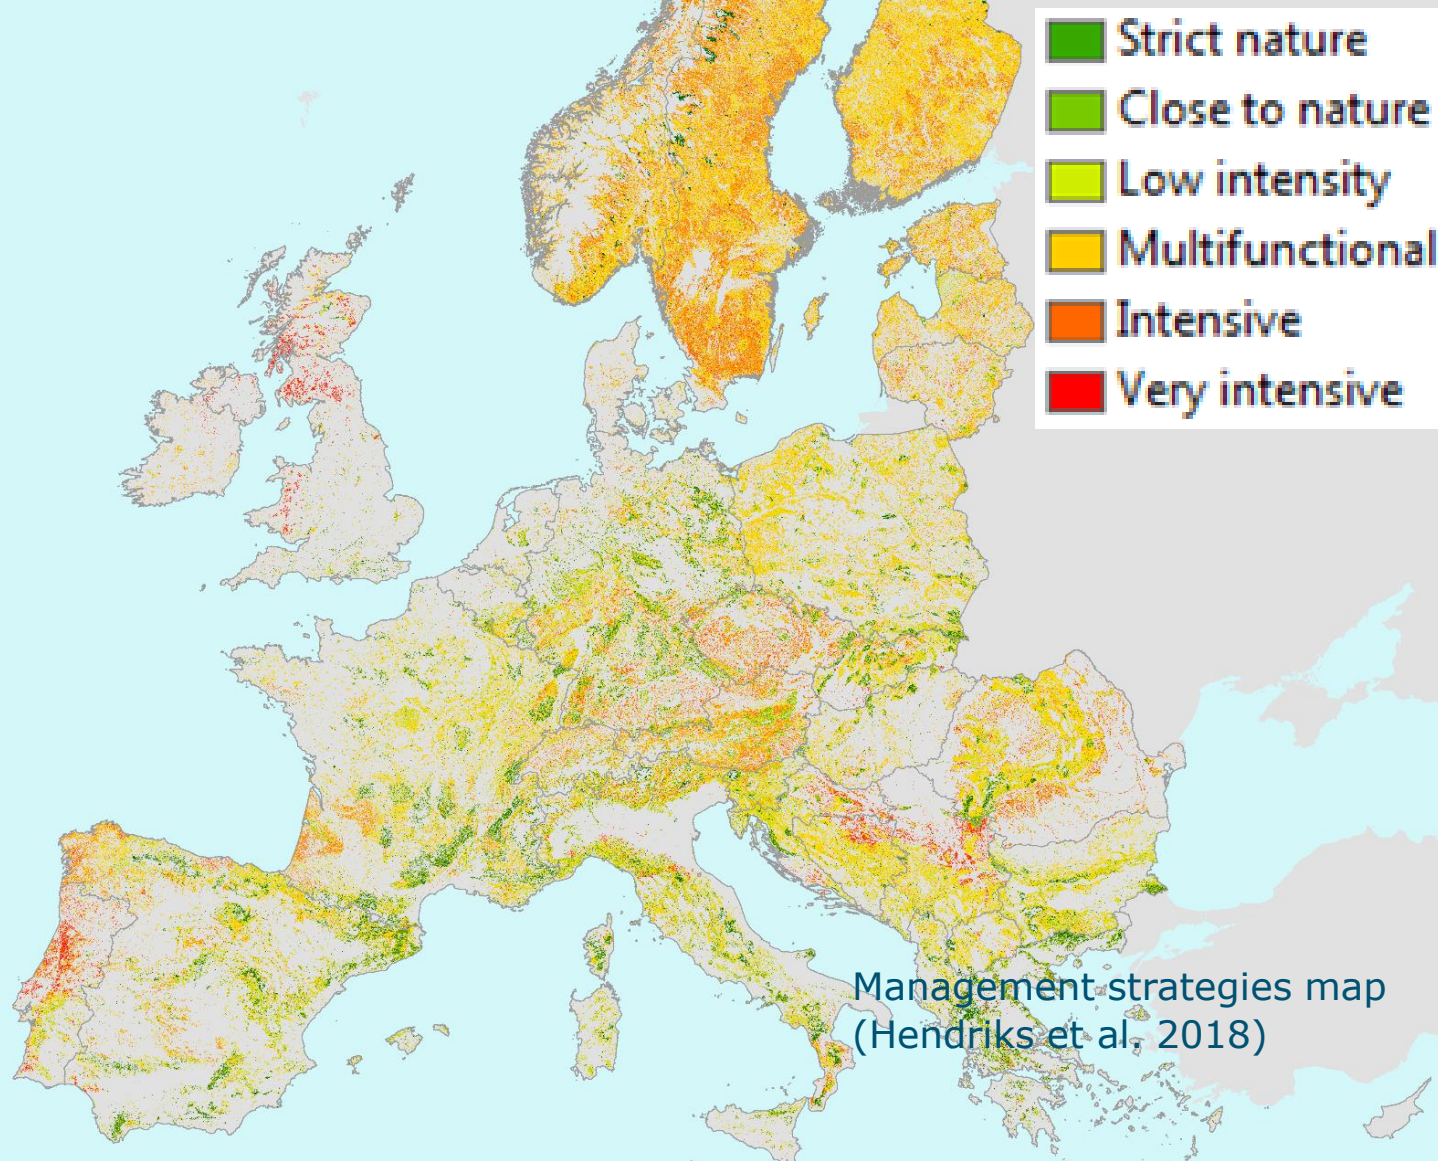 Strict nature
Close to nature
Low intensity
Multifunctional
Intensive
Very intensive
Management strategies map
(Hendriks et al. 2018)